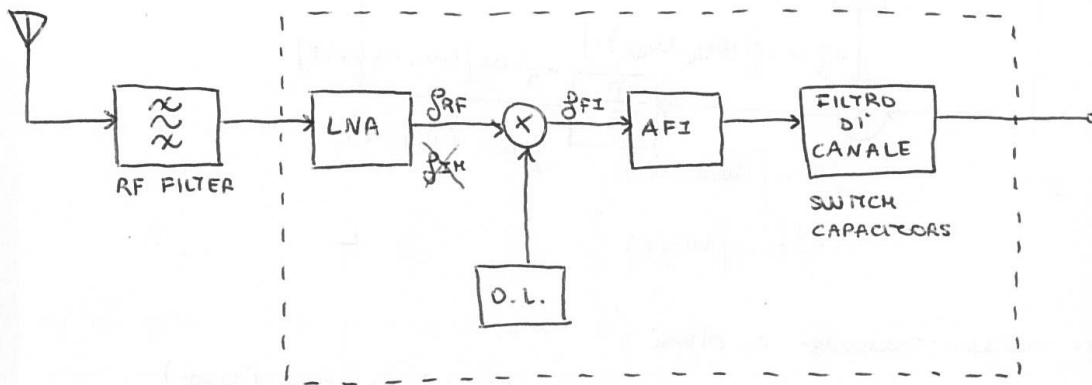 RF FILTER
LNA
fRF
fIM
X
fFI
AFI
FILTRO
DI
CANALE
SWITCH
CAPACITORS
O.L.